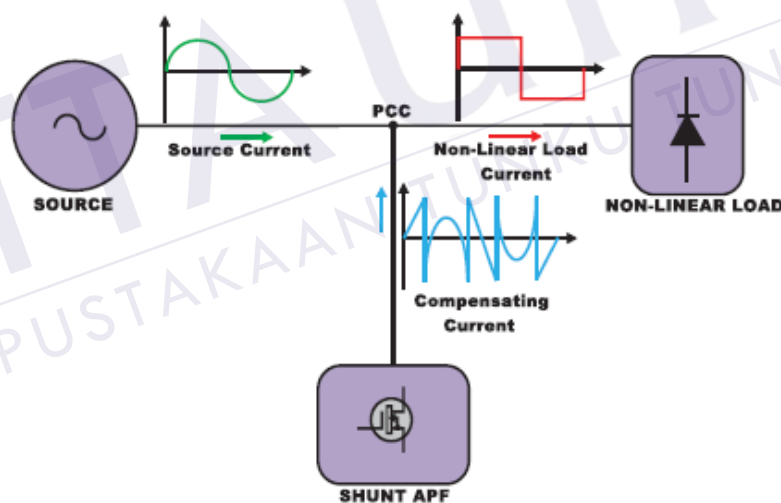 PCC
Source Current
Non-Linear Load
Current
SOURCE
NON-LINEAR LOAD
Compensating
Current
SHUNT APF
PUSTAKAAN TUNKU TUN